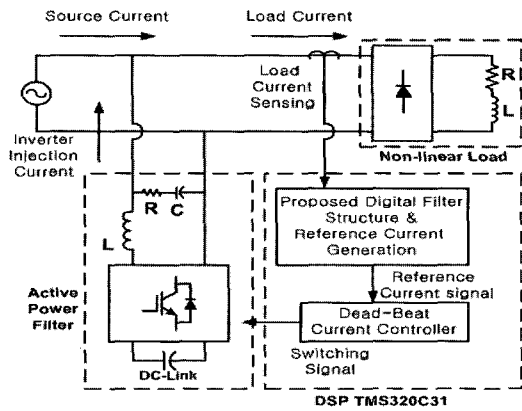 Source Current
Load Current
Load
Current
Sensing
R
L
Non-linear Load
Inverter
Injection
Current
R C
L
Active
Power
Filter
DC-Link
Proposed Digital Filter
Structure &
Reference Current
Generation
Reference
Current signal
Dead-Beat
Current Controller
Switching
Signal
DSP TMS320C31